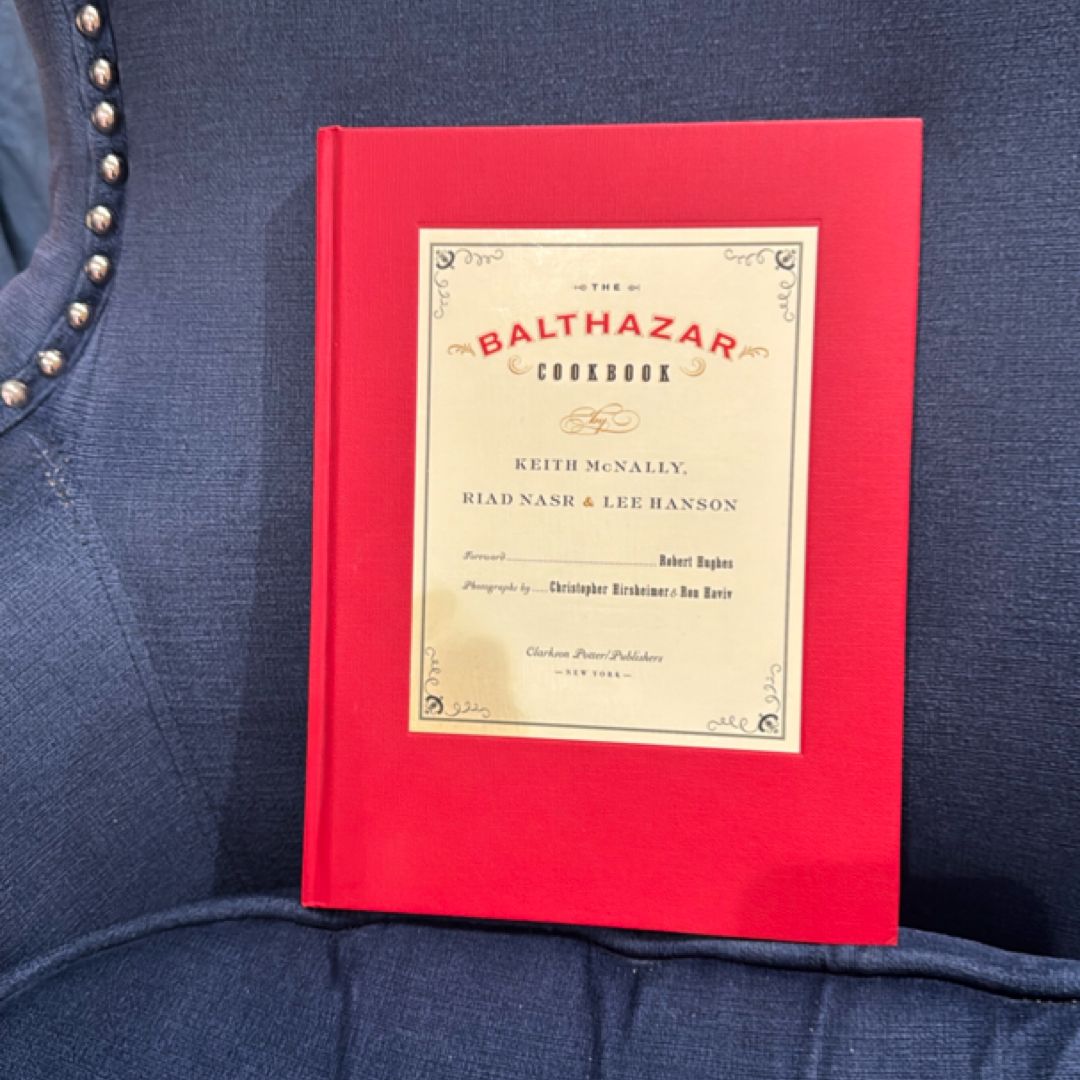 THE
BALTHAZAR
COOKBOOK
by
KEITH McNALLY,
RIAD NASR & LEE HANSON
Foreword.......................................Robert Hughes
Photographs by.....Christopher Hirsheimer & Ron Haviv
Clarkson Potter/Publishers
—NEW YORK—